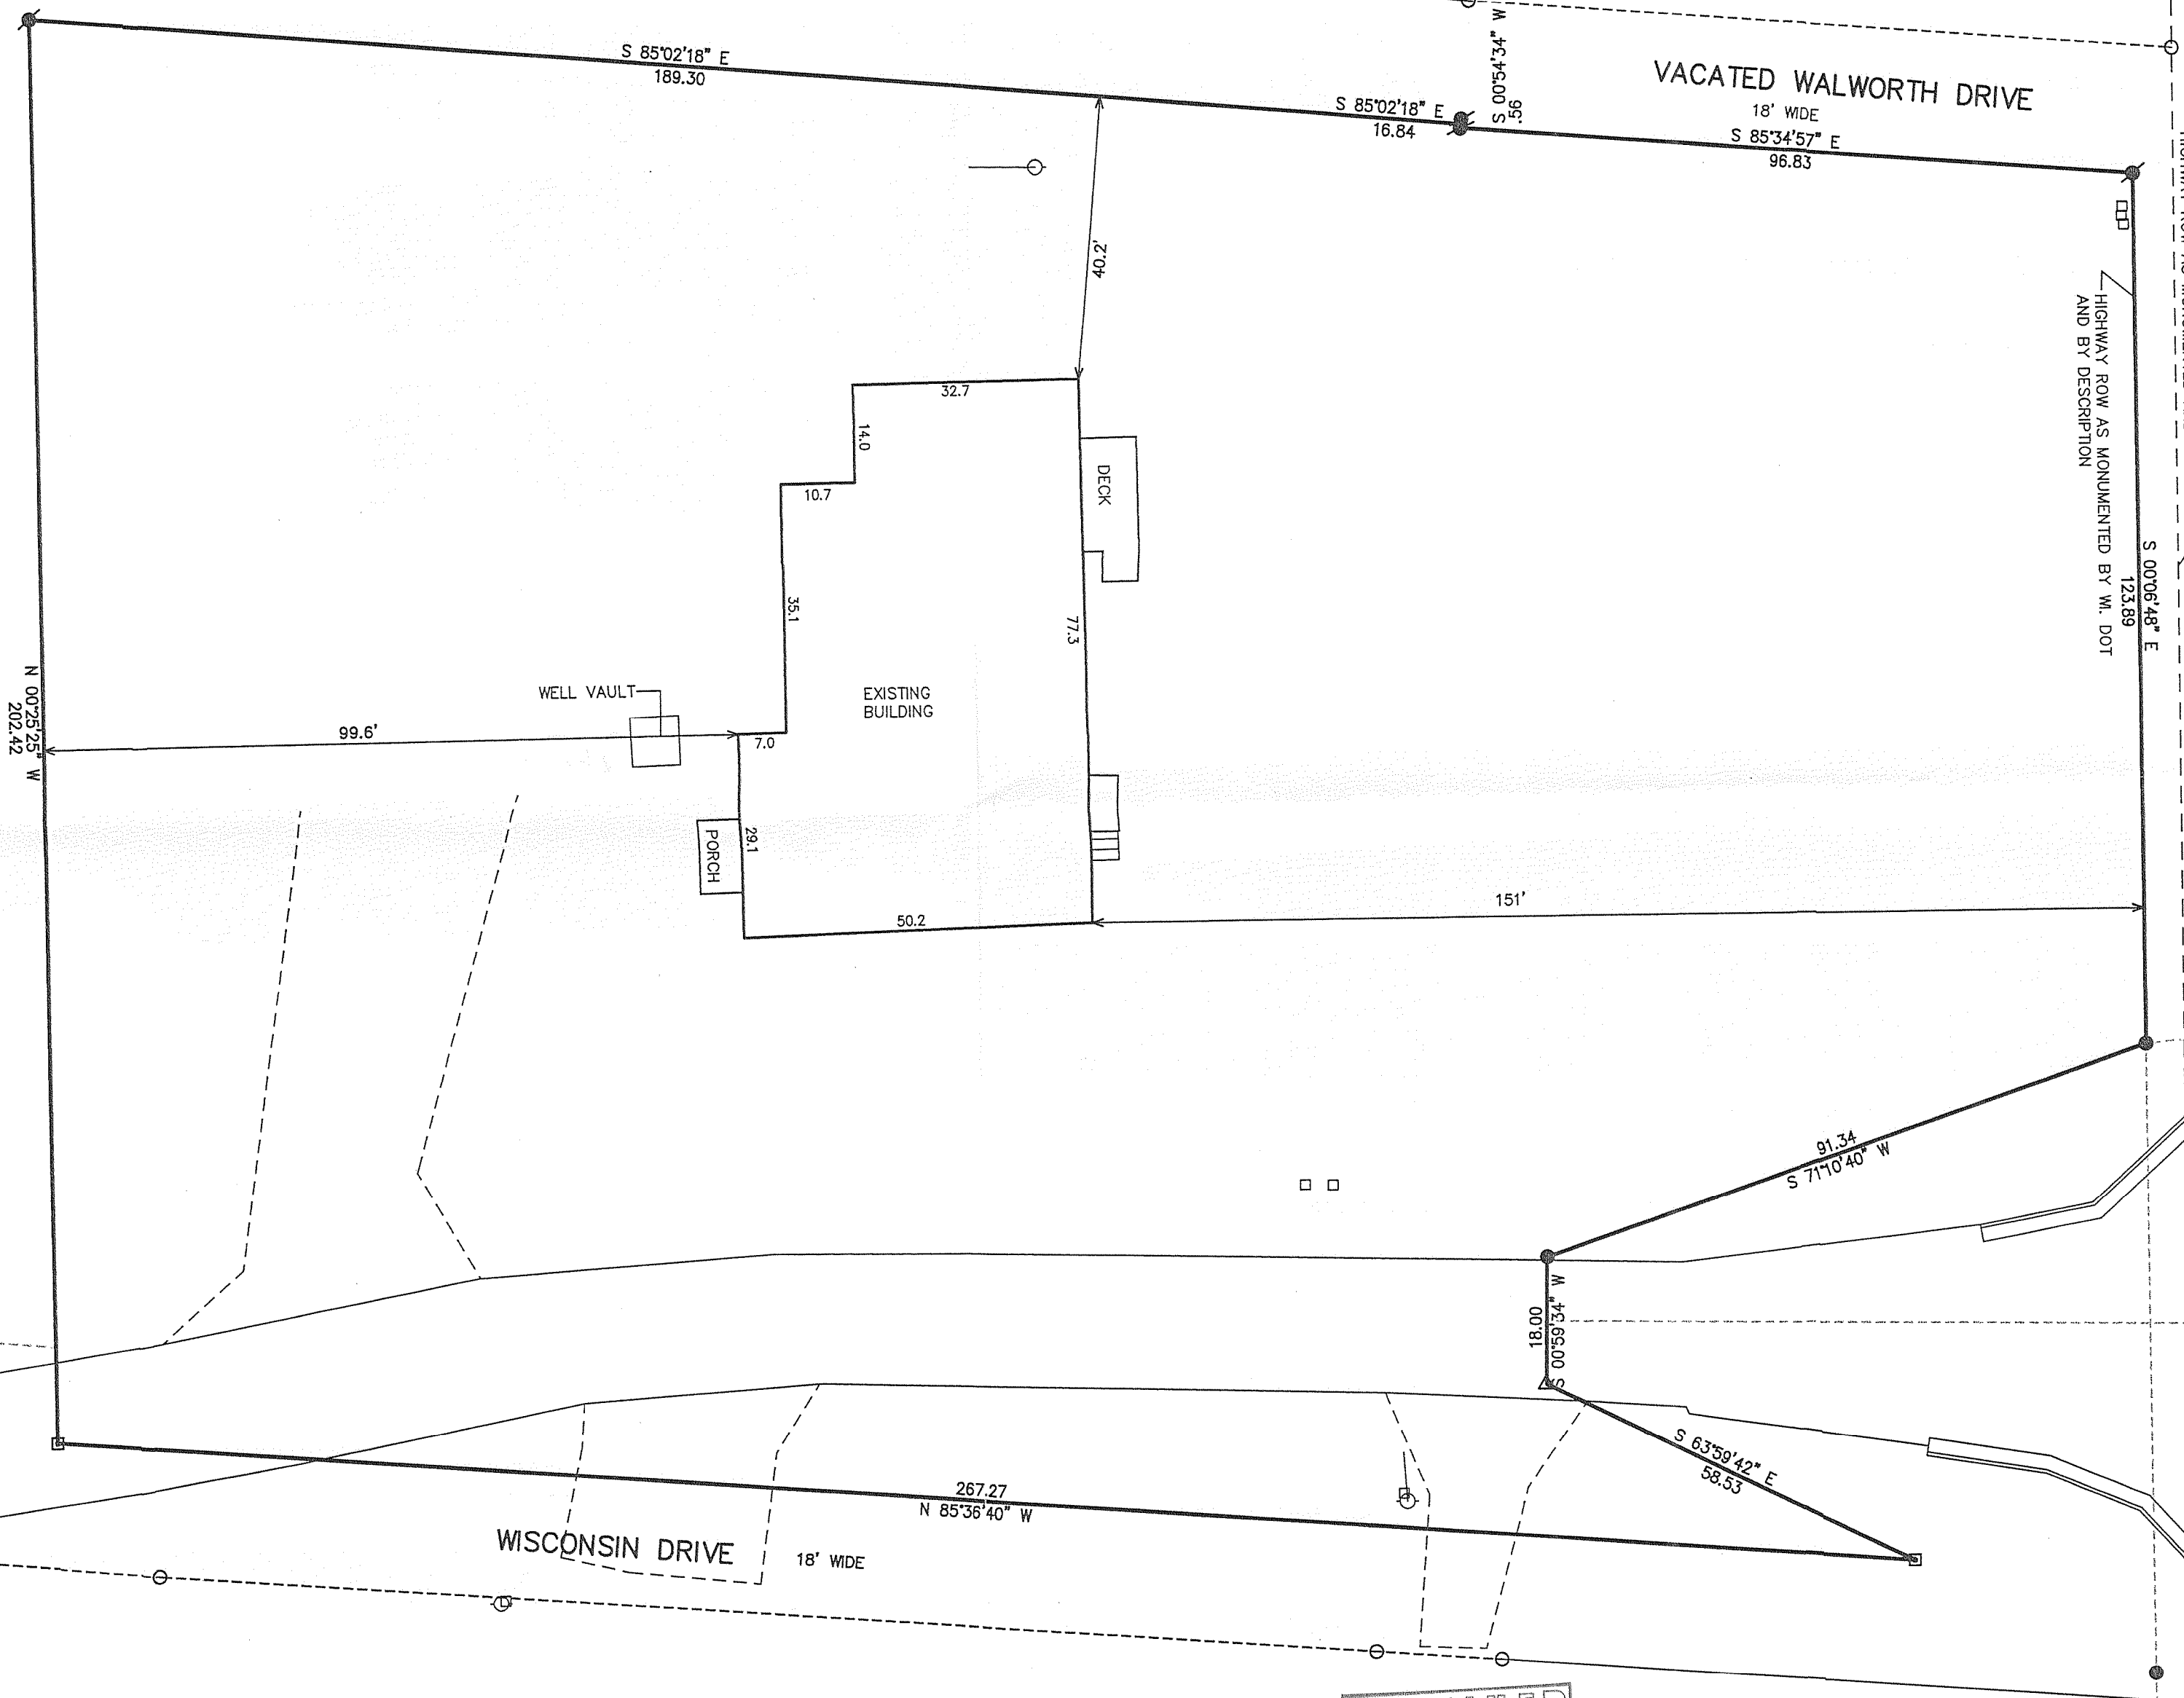 S 85°02'18" E
189.30
S 85°02'18" E
16.84
S 00°54'34" W
.56
VACATED WALWORTH DRIVE
18' WIDE
S 85°34'57" E
96.83
HIGHWAY ROW AS MONUMENTED BY WI. DOT
AND BY DESCRIPTION
S 00°06'48" E
123.89
40.2'
32.7
14.0
10.7
DECK
35.1
77.3
WELL VAULT
EXISTING
BUILDING
N 00°25'25" W
202.42
99.6'
7.0
29.1
PORCH
50.2
151'
91.34
S 71°10'40" W
18.00
S 00°59'34" W
S 63°59'42" E
58.53
267.27
N 85°36'40" W
WISCONSIN DRIVE
18' WIDE